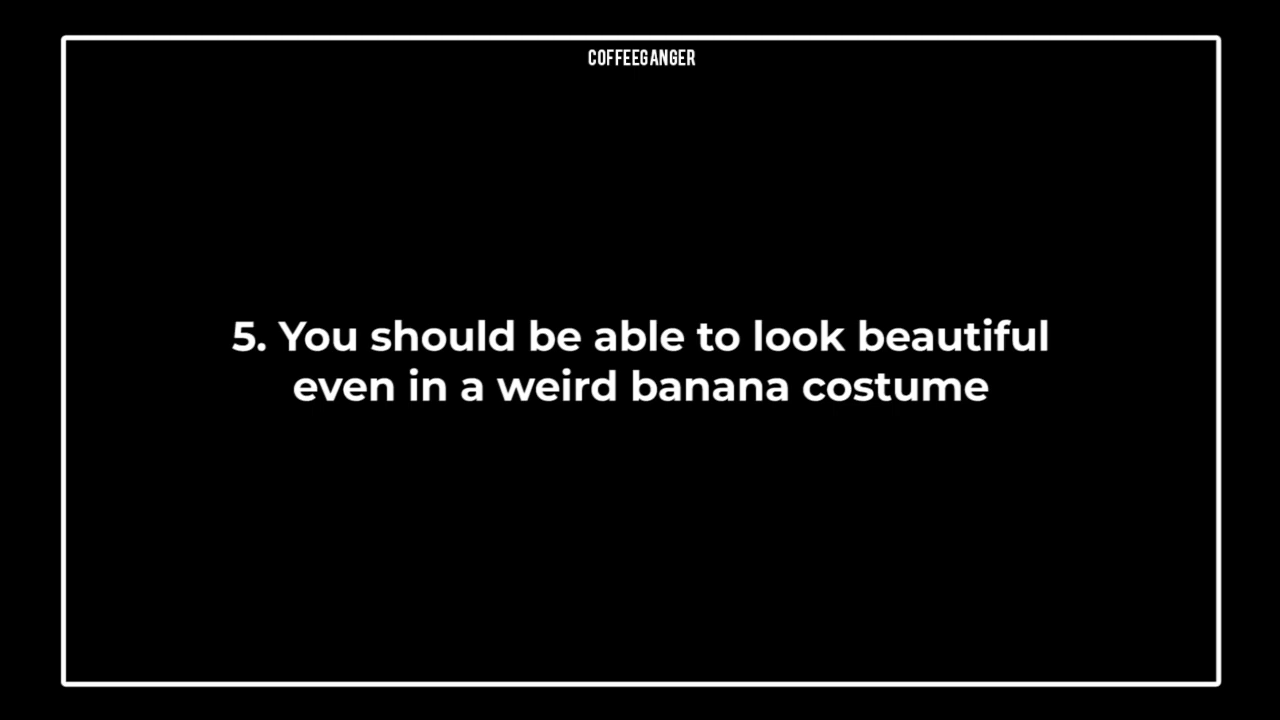 COFFEEGANGER
5. You should be able to look beautiful
even in a weird banana costume